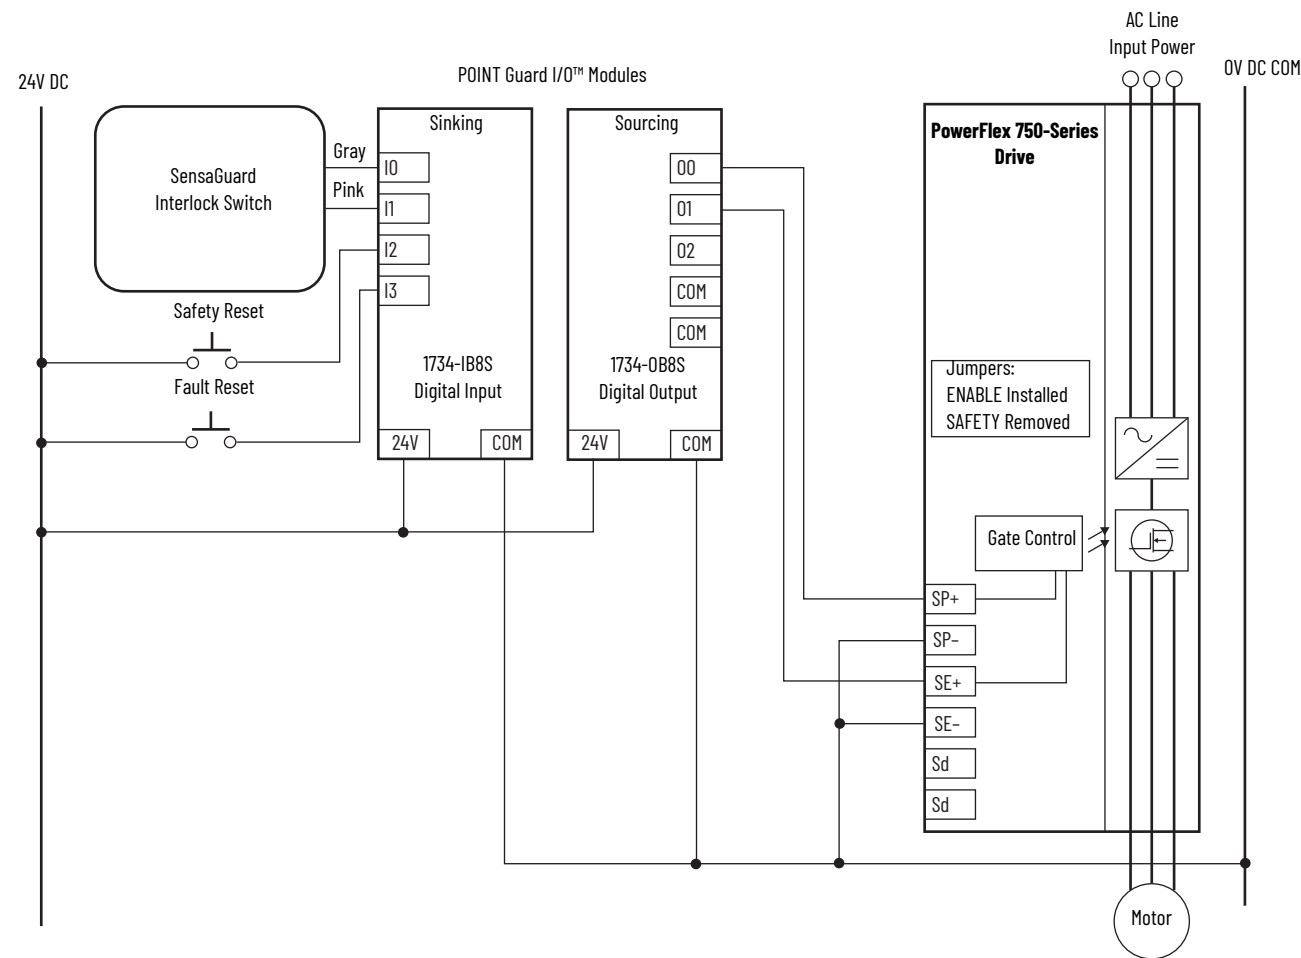 AC Line
Input Power
24V DC
POINT Guard I/O™ Modules
0V DC COM
SensaGuard
Interlock Switch
Gray
Pink
Sinking
I0
I1
I2
I3
1734-IB8S
Digital Input
24V
COM
Sourcing
O0
O1
O2
COM
COM
1734-OB8S
Digital Output
24V
COM
Safety Reset
Fault Reset
PowerFlex 750-Series
Drive
Jumpers:
ENABLE Installed
SAFETY Removed
Gate Control
SP+
SP–
SE+
SE–
Sd
Sd
Motor